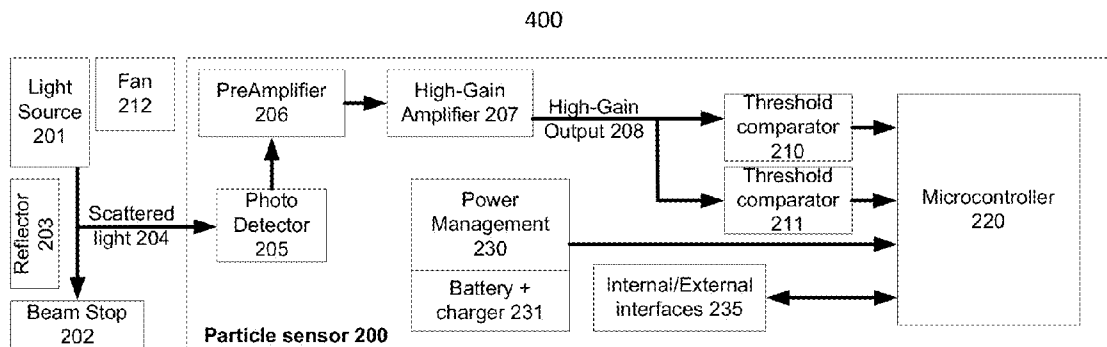 400
Light
Source
201
Fan
212
PreAmplifier
206
High-Gain
Amplifier 207
High-Gain
Output 208
Threshold
comparator
210
Threshold
comparator
211
Microcontroller
220
Reflector
203
Scattered
light 204
Photo
Detector
205
Power
Management
230
Battery +
charger 231
Internal/External
interfaces 235
Beam Stop
202
Particle sensor 200